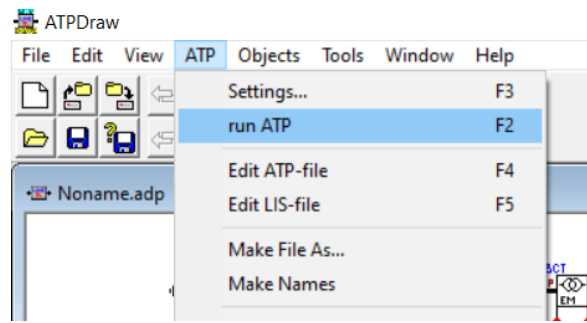 ATPDraw
File Edit View ATP Objects Tools Window Help
Settings... F3
run ATP F2
Edit ATP-file F4
Edit LIS-file F5
Noname.adp
Make File As...
Make Names
BCT
P
EM